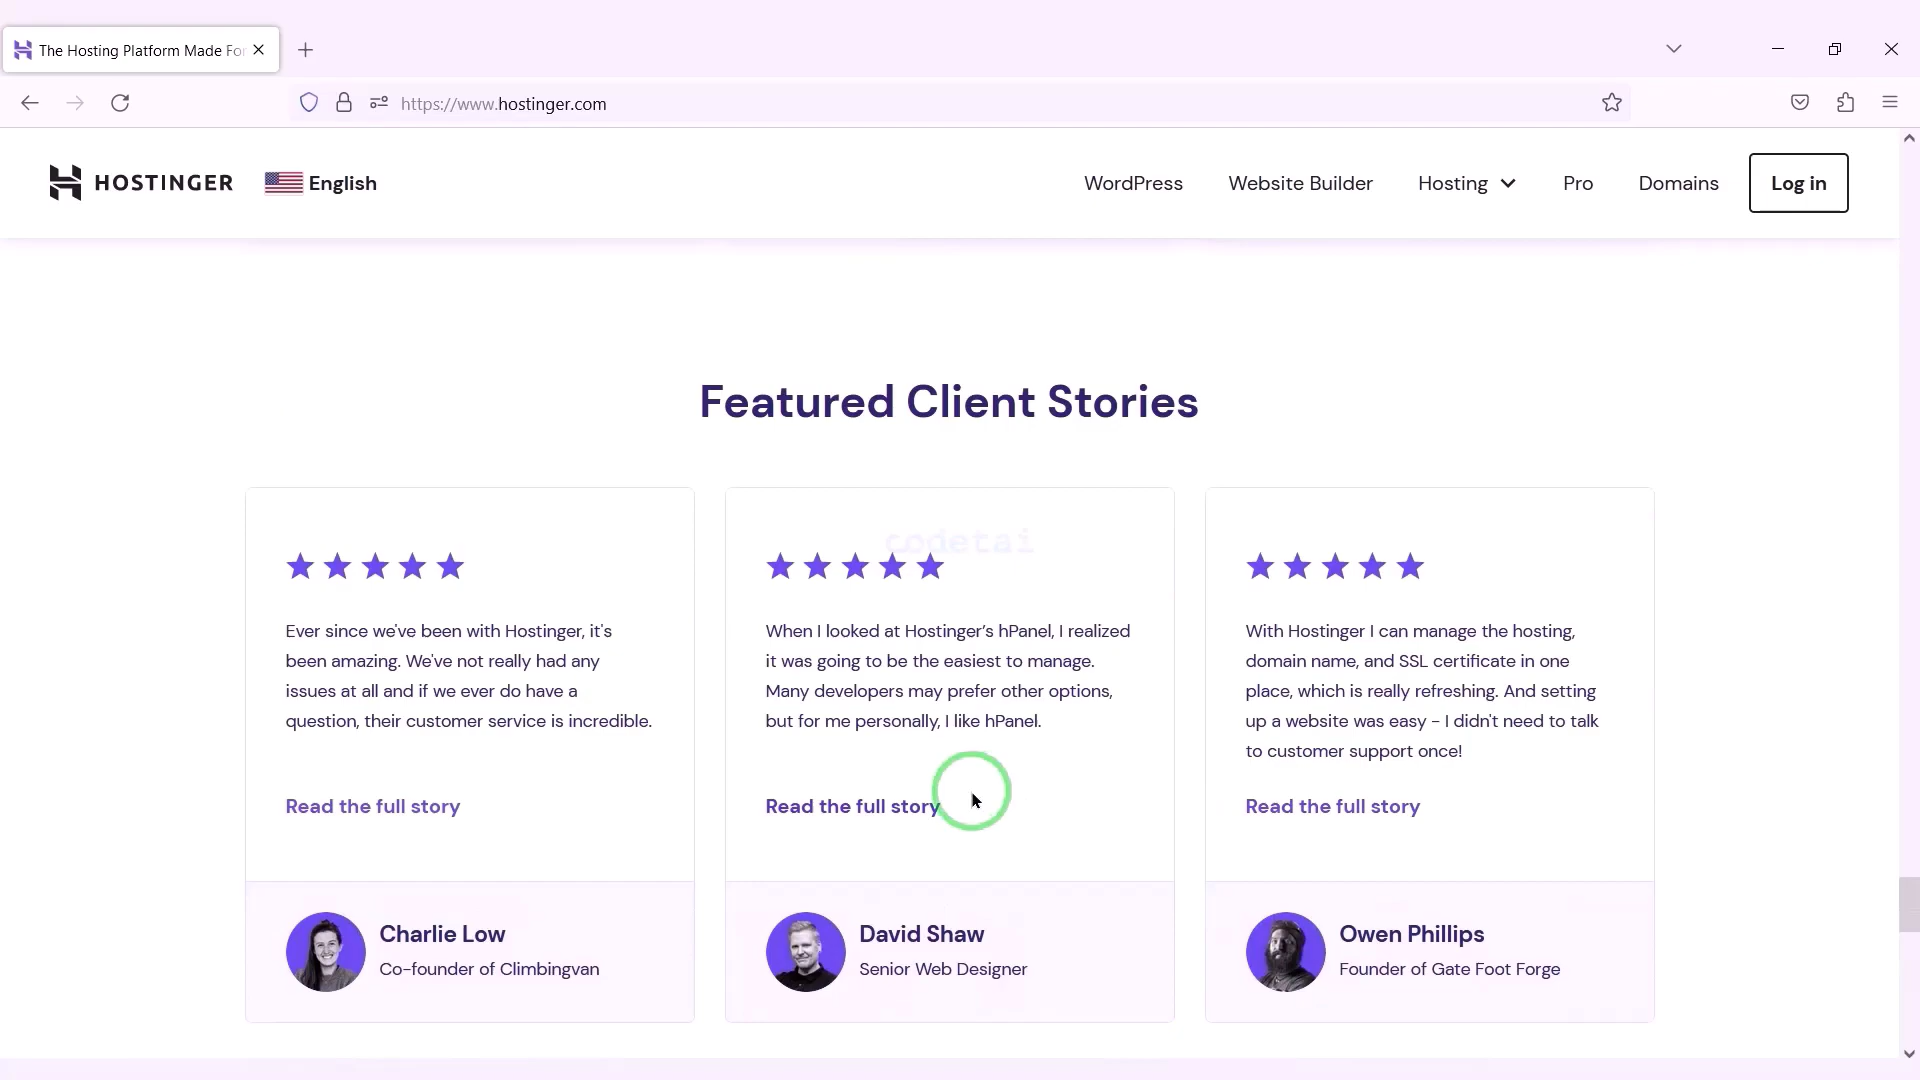 The Hosting Platform Made For
https://www.hostinger.com
HOSTINGER
English
WordPress
Website Builder
Hosting
Pro
Domains
Log in
Featured Client Stories
codetai
Ever since we've been with Hostinger, it's
been amazing. We've not really had any
issues at all and if we ever do have a
question, their customer service is incredible.
Read the full story
Charlie Low
Co-founder of Climbingvan
When I looked at Hostinger’s hPanel, I realized
it was going to be the easiest to manage.
Many developers may prefer other options,
but for me personally, I like hPanel.
Read the full story
David Shaw
Senior Web Designer
With Hostinger I can manage the hosting,
domain name, and SSL certificate in one
place, which is really refreshing. And setting
up a website was easy - I didn't need to talk
to customer support once!
Read the full story
Owen Phillips
Founder of Gate Foot Forge